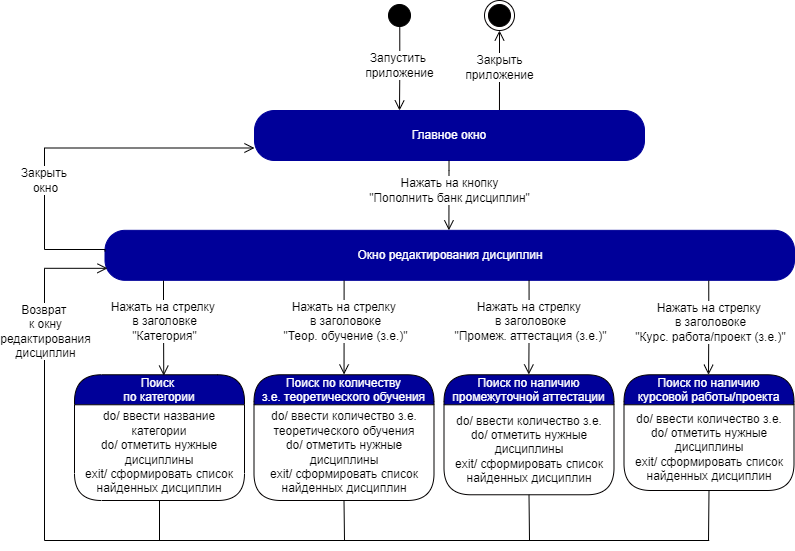 Запустить
приложение
Закрыть
приложение
Главное окно
Закрыть
окно
Нажать на кнопку
"Пополнить банк дисциплин"
Окно редактирования дисциплин
Возврат
к окну
редактирования
дисциплин
Нажать на стрелку
в заголовке
"Категория"
Нажать на стрелку
в заголовоке
"Теор. обучение (з.е.)"
Нажать на стрелку
в заголовоке
"Промеж. аттестация (з.е.)"
Нажать на стрелку
в заголовоке
"Курс. работа/проект (з.е.)"
Поиск
по категории
do/ ввести название
категории
do/ отметить нужные
дисциплины
exit/ сформировать список
найденных дисциплин
Поиск по количеству
з.е. теоретического обучения
do/ ввести количество з.е.
теоретического обучения
do/ отметить нужные
дисциплины
exit/ сформировать список
найденных дисциплин
Поиск по наличию
промежуточной аттестации
do/ ввести количество з.е.
do/ отметить нужные
дисциплины
exit/ сформировать список
найденных дисциплин
Поиск по наличию
курсовой работы/проекта
do/ ввести количество з.е.
do/ отметить нужные
дисциплины
exit/ сформировать список
найденных дисциплин